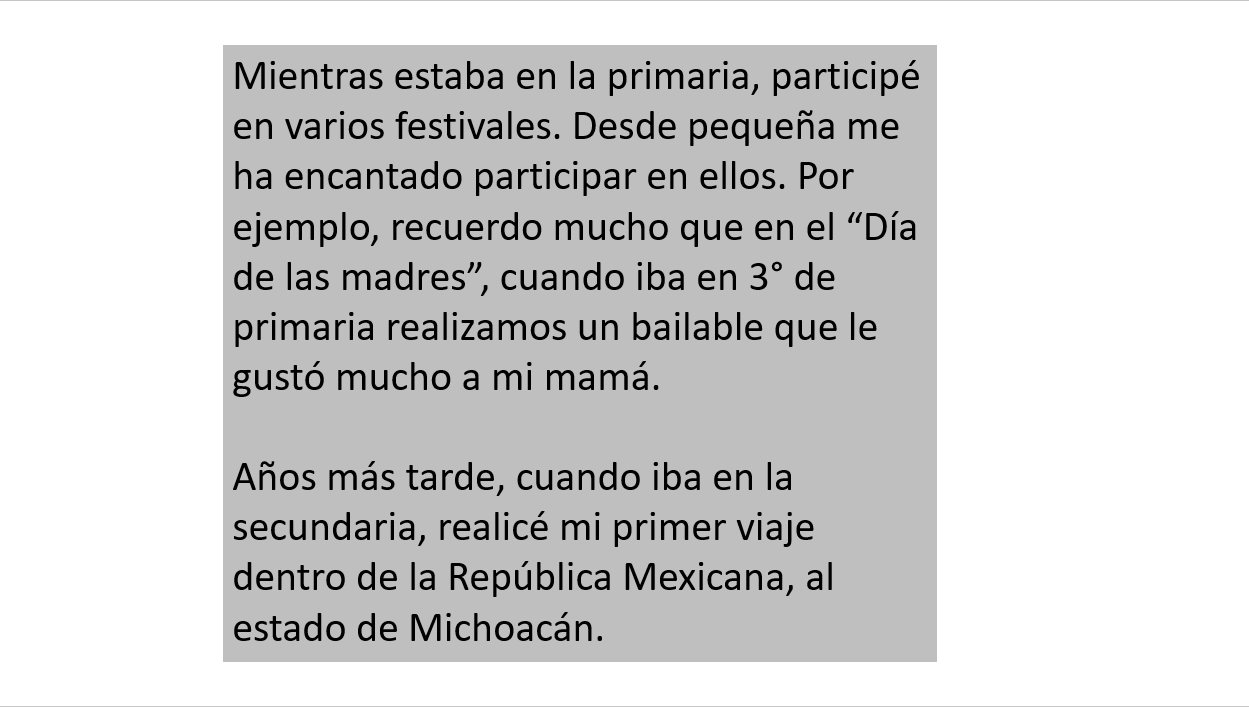 Mientras estaba en la primaria, participé
en varios festivales. Desde pequeña me
ha encantado participar en ellos. Por
ejemplo, recuerdo mucho que en el “Día
de las madres”, cuando iba en 3° de
primaria realizamos un bailable que le
gustó mucho a mi mamá.
Años más tarde, cuando iba en la
secundaria, realicé mi primer viaje
dentro de la República Mexicana, al
estado de Michoacán.